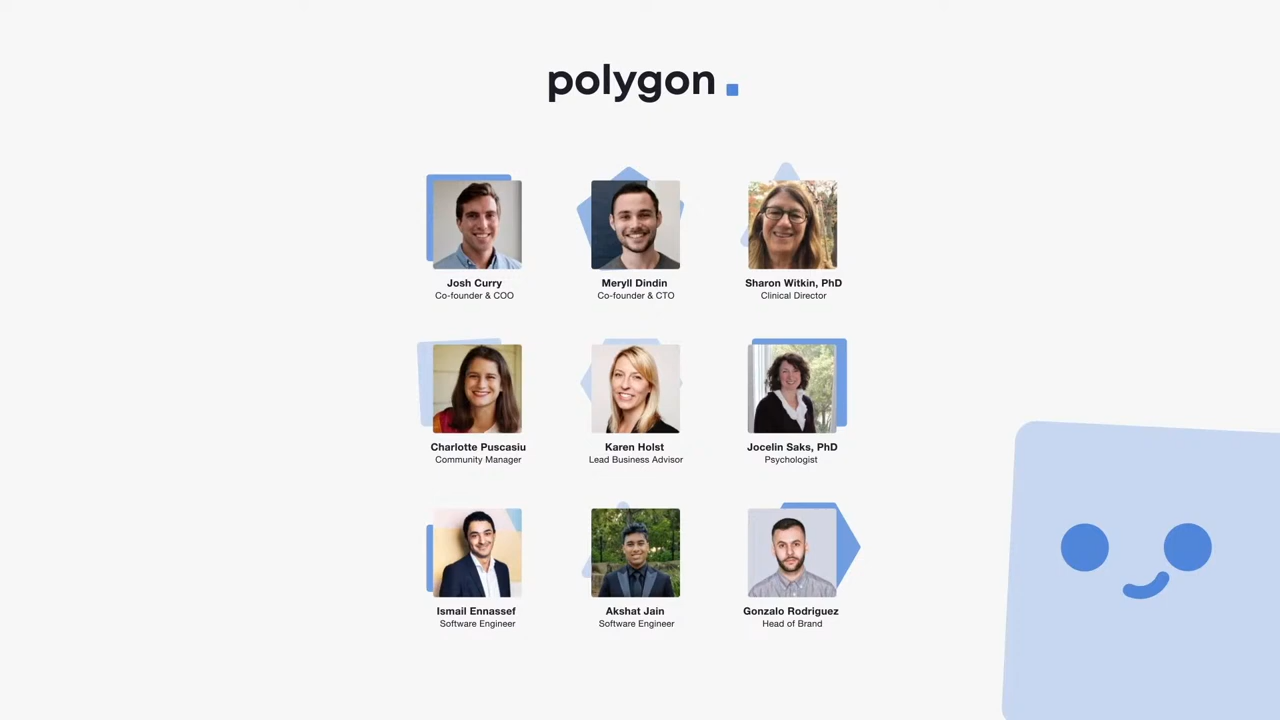 polygon
Josh Curry
Co-founder & COO
Meryll Dindin
Co-founder & CTO
Sharon Witkin, PhD
Clinical Director
Charlotte Puscasiu
Community Manager
Karen Holst
Lead Business Advisor
Jocelin Saks, PhD
Psychologist
Ismail Ennassef
Software Engineer
Akshat Jain
Software Engineer
Gonzalo Rodriguez
Head of Brand